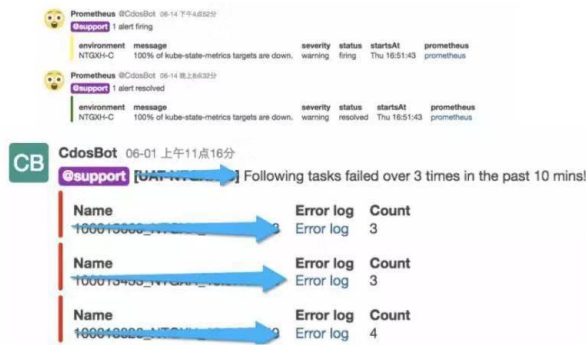 Prometheus @CdosBot 06-14 下午4点52分
@support 1 alert firing
environment message severity status startsAt prometheus
NTGXH-C 100% of kube-state-metrics targets are down. warning firing Thu 16:51:43 prometheus
Prometheus @CdosBot 06-14 晚上8点32分
@support 1 alert resolved
environment message severity status startsAt prometheus
NTGXH-C 100% of kube-state-metrics targets are down. warning resolved Thu 16:51:43 prometheus
CB
CdosBot 06-01 上午11点16分
@support Following tasks failed over 3 times in the past 10 mins!
Name Error log Count
Error log 3
Name Error log Count
Error log 3
Name Error log Count
Error log 4